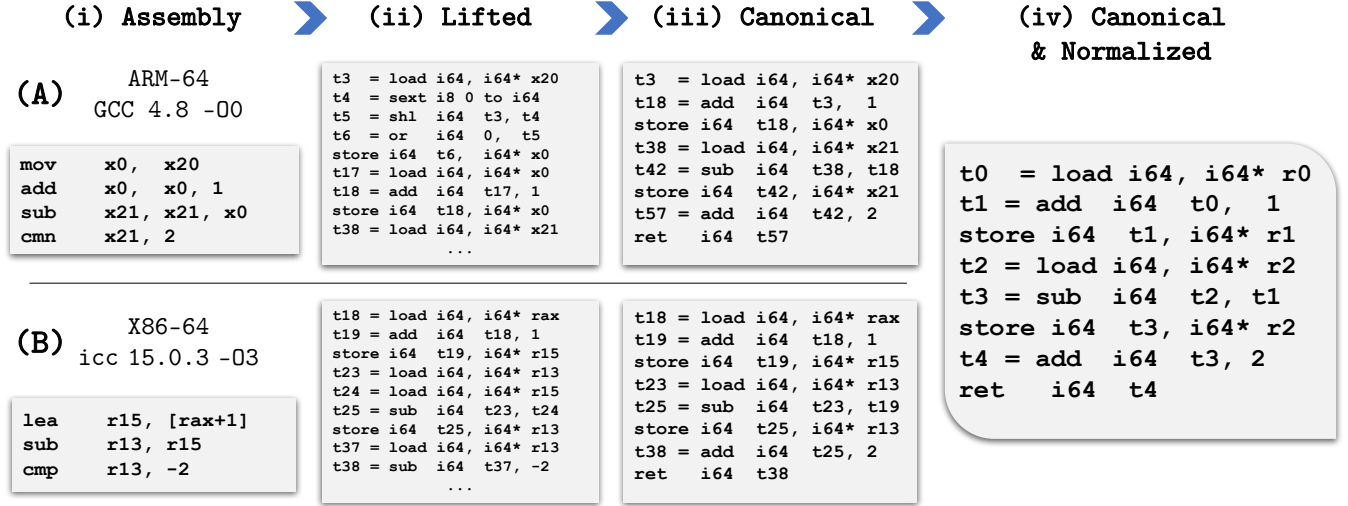 (i) Assembly
(ii) Lifted
(iii) Canonical
(iv) Canonical
& Normalized
(A)
ARM-64
GCC 4.8 -O0
mov x0, x20
add x0, x0, 1
sub x21, x21, x0
cmn x21, 2
t3 = load i64, i64* x20
t4 = sext i8 0 to i64
t5 = shl i64 t3, t4
t6 = or i64 0, t5
store i64 t6, i64* x0
t17 = load i64, i64* x0
t18 = add i64 t17, 1
store i64 t18, i64* x0
t38 = load i64, i64* x21
...
t3 = load i64, i64* x20
t18 = add i64 t3, 1
store i64 t18, i64* x0
t38 = load i64, i64* x21
t42 = sub i64 t38, t18
store i64 t42, i64* x21
t57 = add i64 t42, 2
ret i64 t57
(B)
X86-64
icc 15.0.3 -O3
lea r15, [rax+1]
sub r13, r15
cmp r13, -2
t18 = load i64, i64* rax
t19 = add i64 t18, 1
store i64 t19, i64* r15
t23 = load i64, i64* r13
t24 = load i64, i64* r15
t25 = sub i64 t23, t24
store i64 t25, i64* r13
t37 = load i64, i64* r13
t38 = sub i64 t37, -2
...
t18 = load i64, i64* rax
t19 = add i64 t18, 1
store i64 t19, i64* r15
t23 = load i64, i64* r13
t25 = sub i64 t23, t19
store i64 t25, i64* r13
t38 = add i64 t25, 2
ret i64 t38
t0 = load i64, i64* r0
t1 = add i64 t0, 1
store i64 t1, i64* r1
t2 = load i64, i64* r2
t3 = sub i64 t2, t1
store i64 t3, i64* r2
t4 = add i64 t3, 2
ret i64 t4